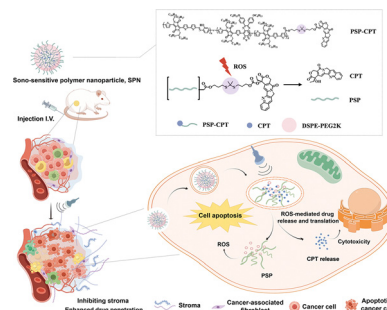 PSP-CPT
Sono-sensitive polymer nanoparticle, SPN
ROS
CPT
PSP
Injection I.V.
PSP-CPT
CPT
DSPE-PEG2K
Cell apoptosis
ROS-mediated drug
release and translation
Cytotoxicity
ROS
CPT release
PSP
Inhibiting stroma
Enhanced drug penetration
Stroma
Cancer-associated
fibroblast
Cancer cell
Apoptoti
cancer c